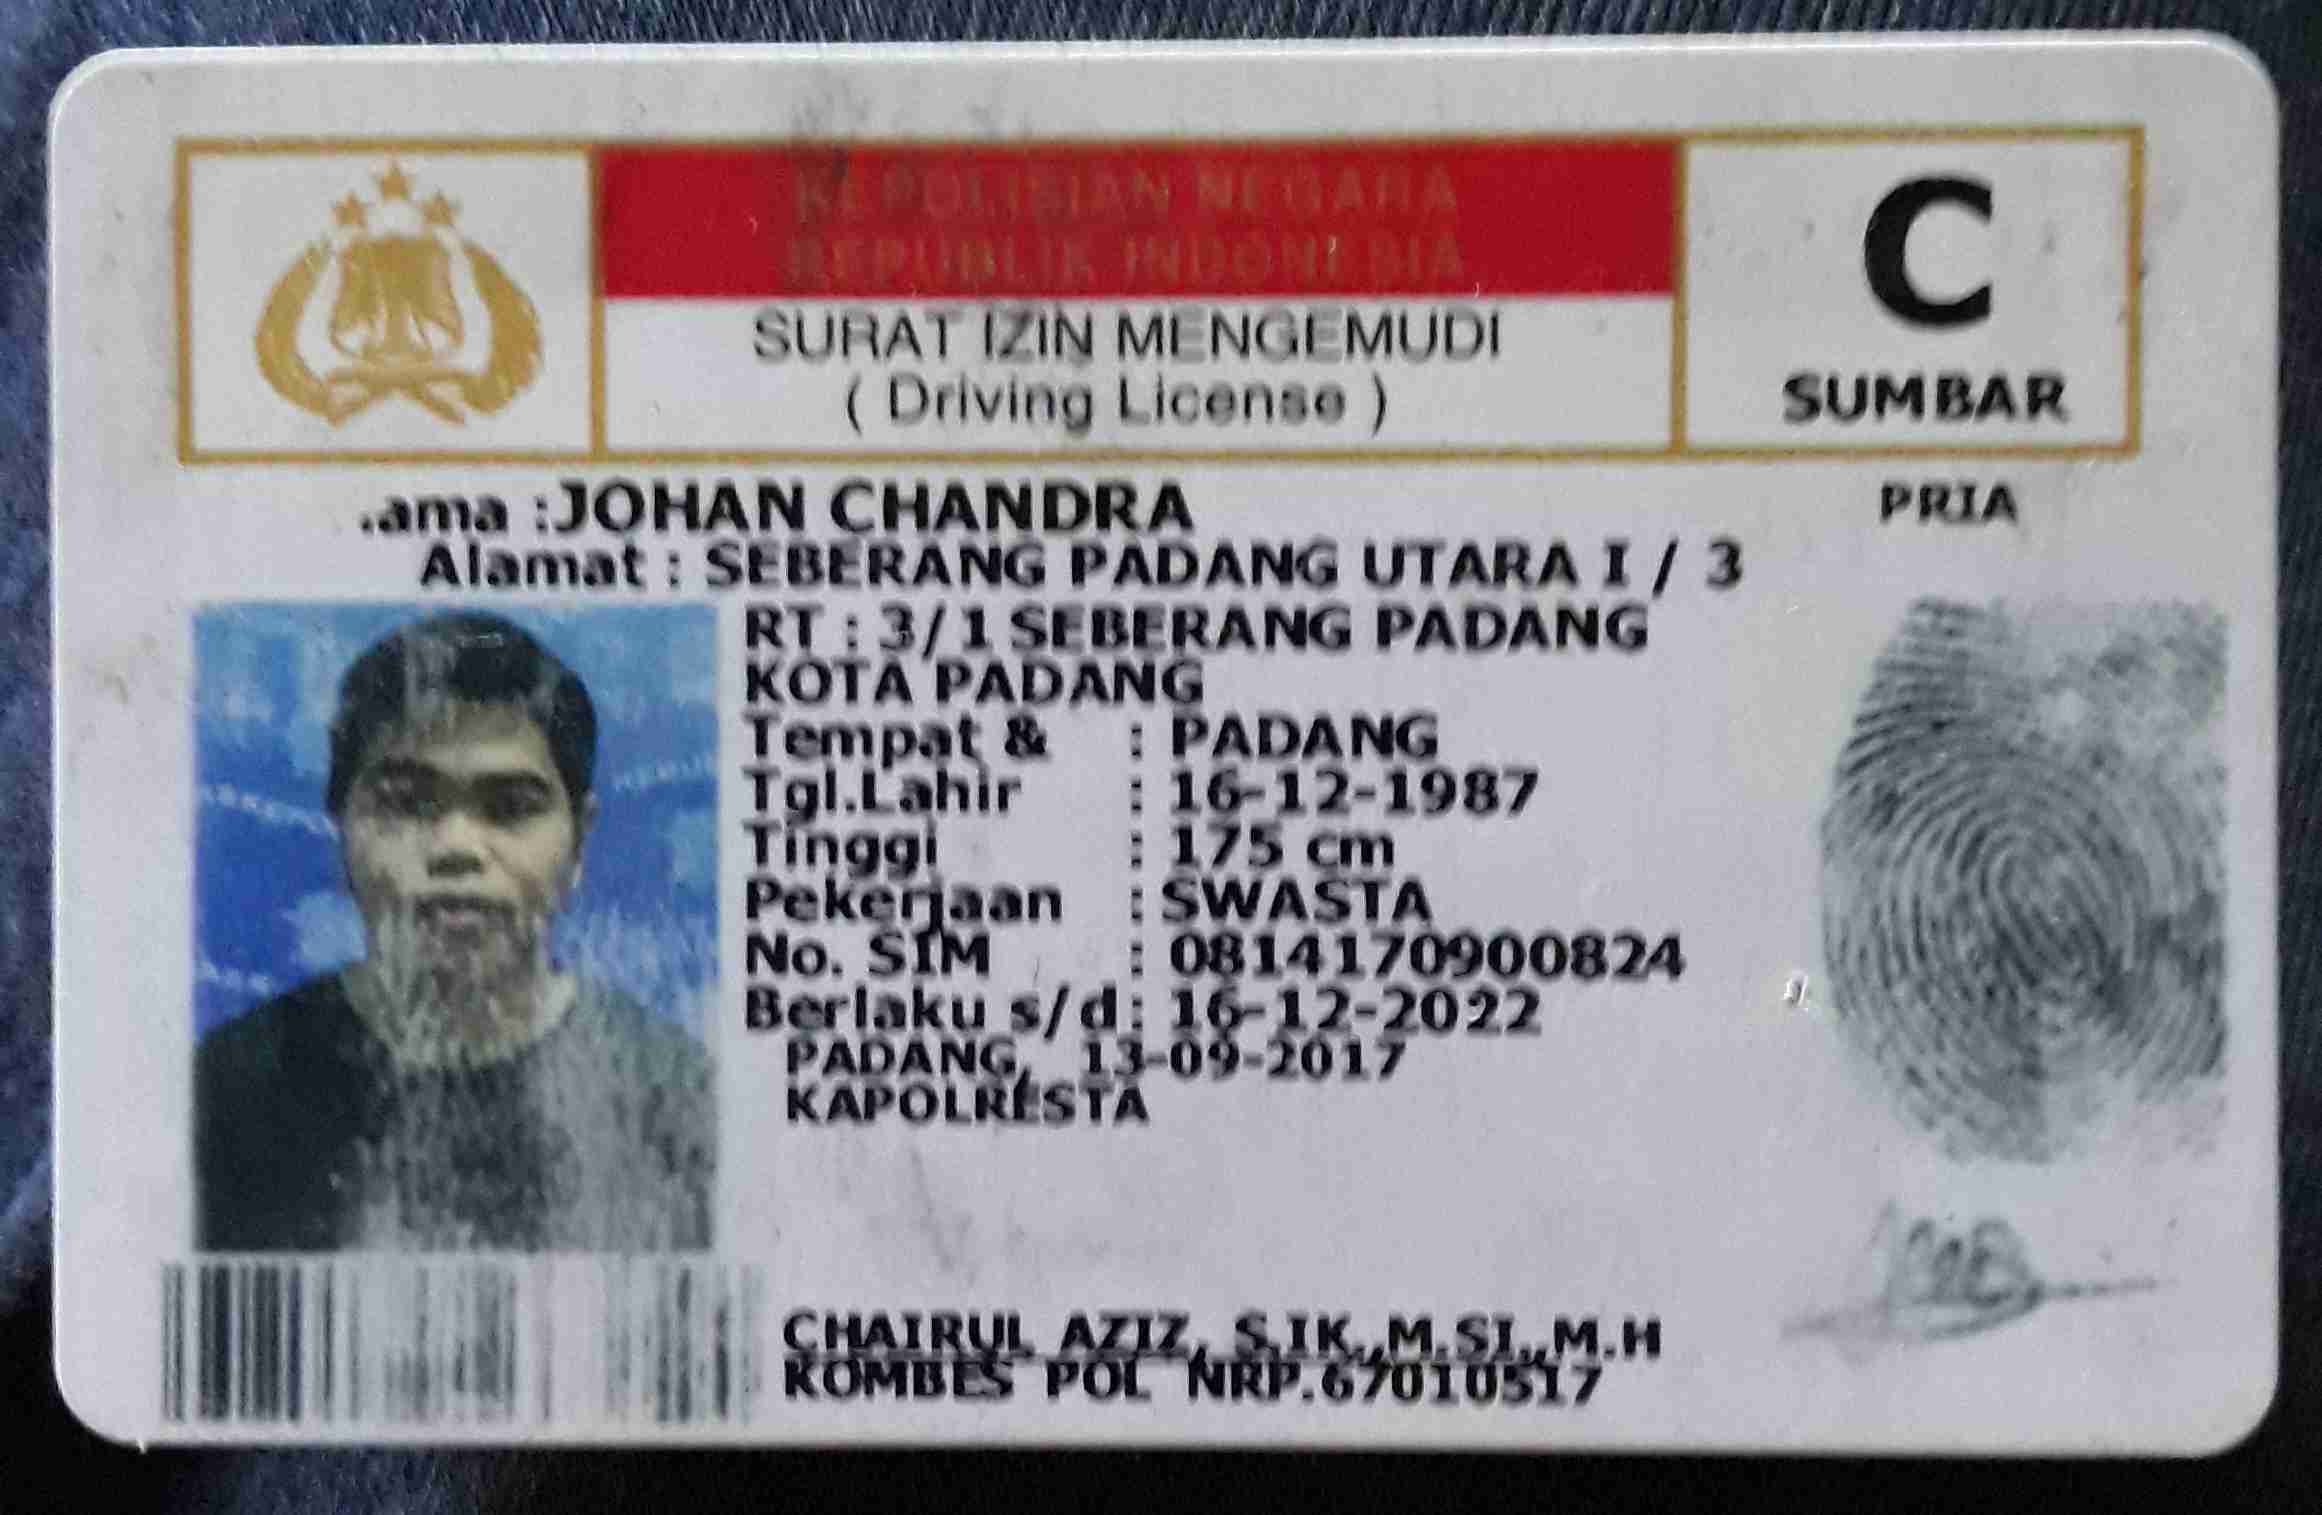 KEPOLISIAN NEGARA
REPUBLIK INDONESIA
SURAT IZIN MENGEMUDI
( Driving License )
C
SUMBAR
PRIA
.ama :JOHAN CHANDRA
Alamat : SEBERANG PADANG UTARA I / 3
RT : 3/1 SEBERANG PADANG
KOTA PADANG
Tempat & : PADANG
Tgl.Lahir : 16-12-1987
Tinggi : 175 cm
Pekerjaan : SWASTA
No. SIM : 08141170900824
Berlaku s/d : 16-12-2022
PADANG, 13-09-2017
KAPOLRESTA
CHAIRUL AZIZ, S.IK.,M.SI.,M.H
KOMBES POL NRP.67010517